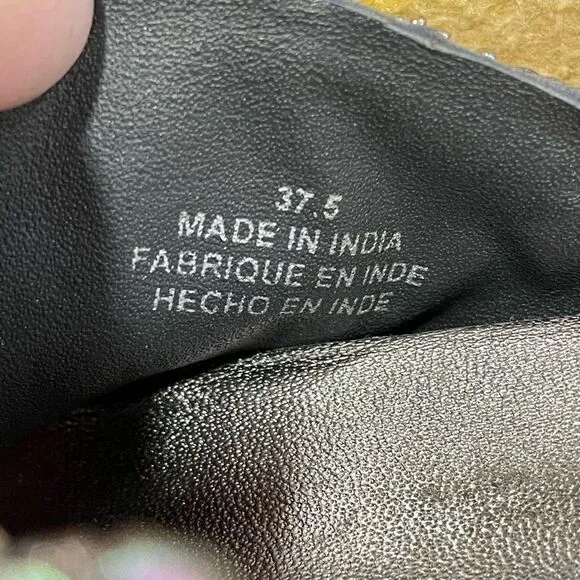 37.5
MADE IN INDIA
FABRIQUE EN INDE
HECHO EN INDE